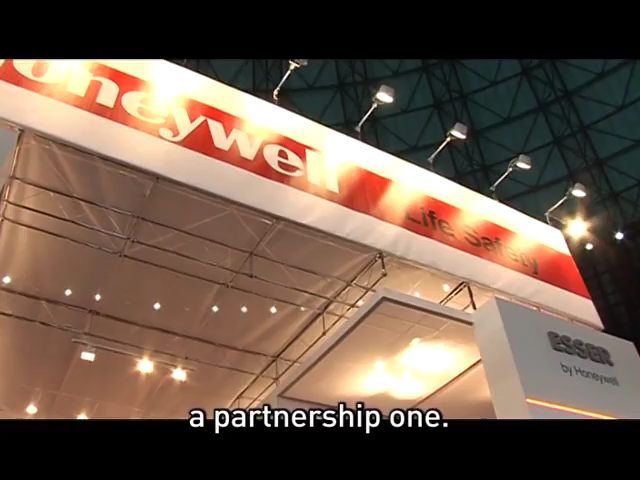 Honeywell
Life Safety
ESSER
by Honeywell
a partnership one.